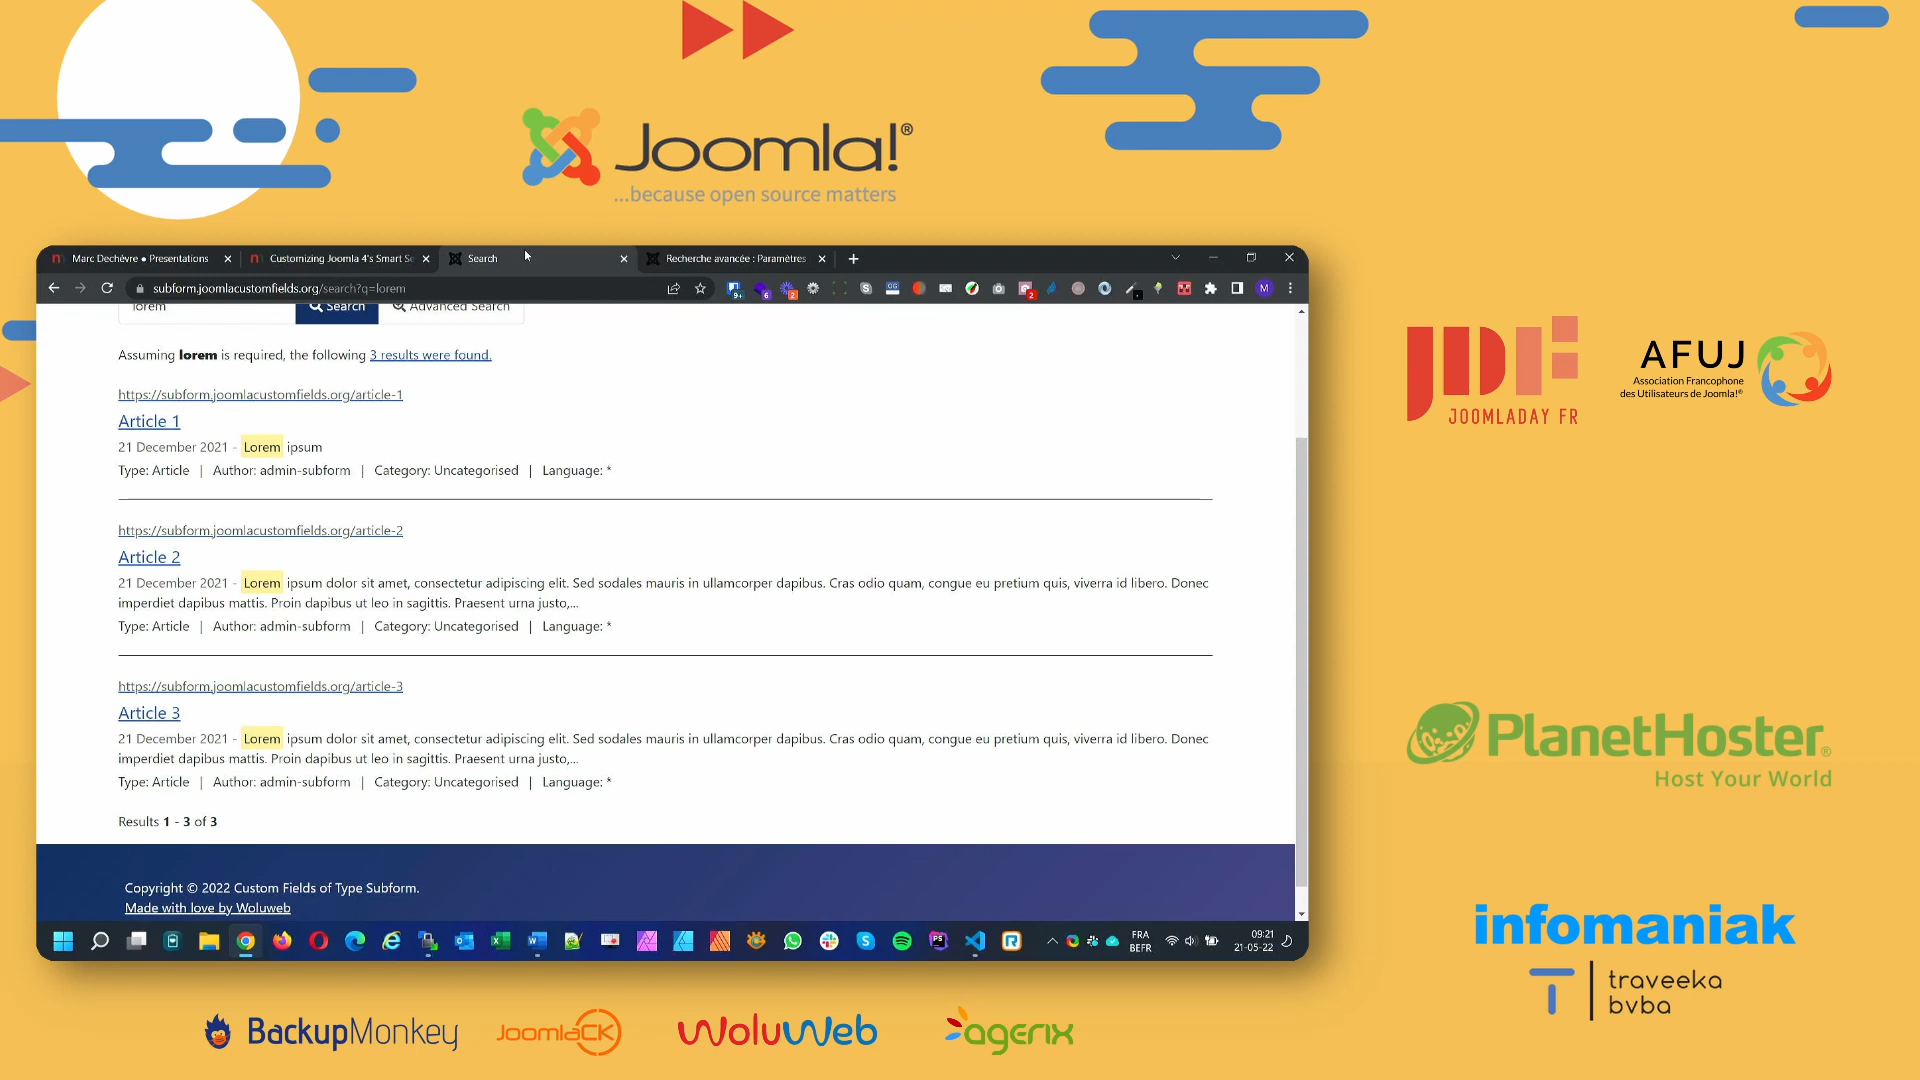 Joomla!®
...because open source matters
Marc Dechèvre • Presentations
Customizing Joomla 4's Smart Se
Search
Recherche avancée : Paramètres
subform.joomlacustomfields.org/search?q=lorem
lorem
Search
Advanced Search
Assuming lorem is required, the following 3 results were found.
https://subform.joomlacustomfields.org/article-1
Article 1
21 December 2021 - Lorem ipsum
Type: Article | Author: admin-subform | Category: Uncategorised | Language: *
https://subform.joomlacustomfields.org/article-2
Article 2
21 December 2021 - Lorem ipsum dolor sit amet, consectetur adipiscing elit. Sed sodales mauris in ullamcorper dapibus. Cras odio quam, congue eu pretium quis, viverra id libero. Donec
imperdiet dapibus mattis. Proin dapibus ut leo in sagittis. Praesent urna justo,...
Type: Article | Author: admin-subform | Category: Uncategorised | Language: *
https://subform.joomlacustomfields.org/article-3
Article 3
21 December 2021 - Lorem ipsum dolor sit amet, consectetur adipiscing elit. Sed sodales mauris in ullamcorper dapibus. Cras odio quam, congue eu pretium quis, viverra id libero. Donec
imperdiet dapibus mattis. Proin dapibus ut leo in sagittis. Praesent urna justo,...
Type: Article | Author: admin-subform | Category: Uncategorised | Language: *
Results 1 - 3 of 3
Copyright © 2022 Custom Fields of Type Subform.
Made with love by Woluweb
FRA
BEFR
09:21
21-05-22
JDF
JOOMLADAY FR
AFUJ
Association Francophone
des Utilisateurs de Joomla!®
PlanetHoster®
Host Your World
infomaniak
traveeka
bvba
BackupMonkey
JoomlaCK
WoluWeb
agerix